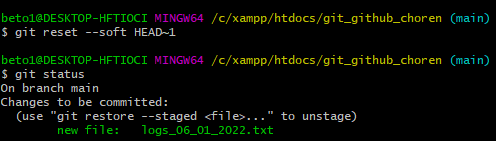 beto1@DESKTOP-HFTIOCI MINGW64 /c/xampp/htdocs/git_github_choren (main)
$ git reset --soft HEAD~1
beto1@DESKTOP-HFTIOCI MINGW64 /c/xampp/htdocs/git_github_choren (main)
$ git status
On branch main
Changes to be committed:
  (use "git restore --staged <file>..." to unstage)
        new file:   logs_06_01_2022.txt